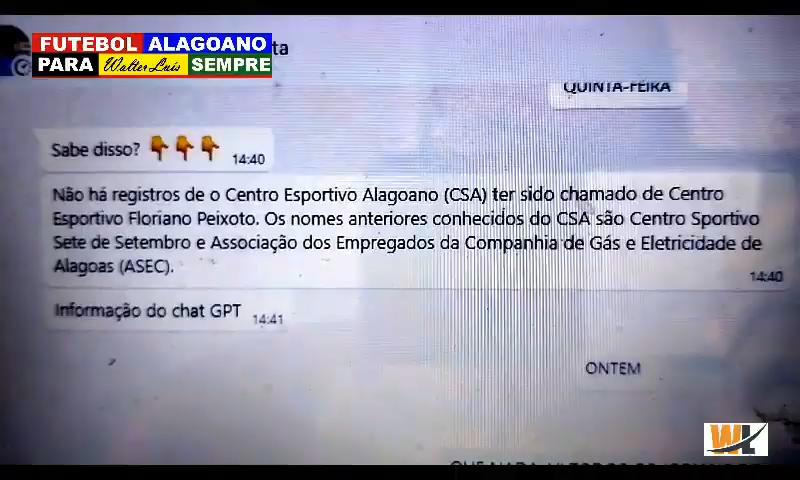 FUTEBOL ALAGOANO
PARA Walter Luís SEMPRE
ta
QUINTA-FEIRA
Sabe disso? 👇👇👇 14:40
Não há registros de o Centro Esportivo Alagoano (CSA) ter sido chamado de Centro
Esportivo Floriano Peixoto. Os nomes anteriores conhecidos do CSA são Centro Sportivo
Sete de Setembro e Associação dos Empregados da Companhia de Gás e Eletricidade de
Alagoas (ASEC).
14:40
Informação do chat GPT 14:41
ONTEM
WL